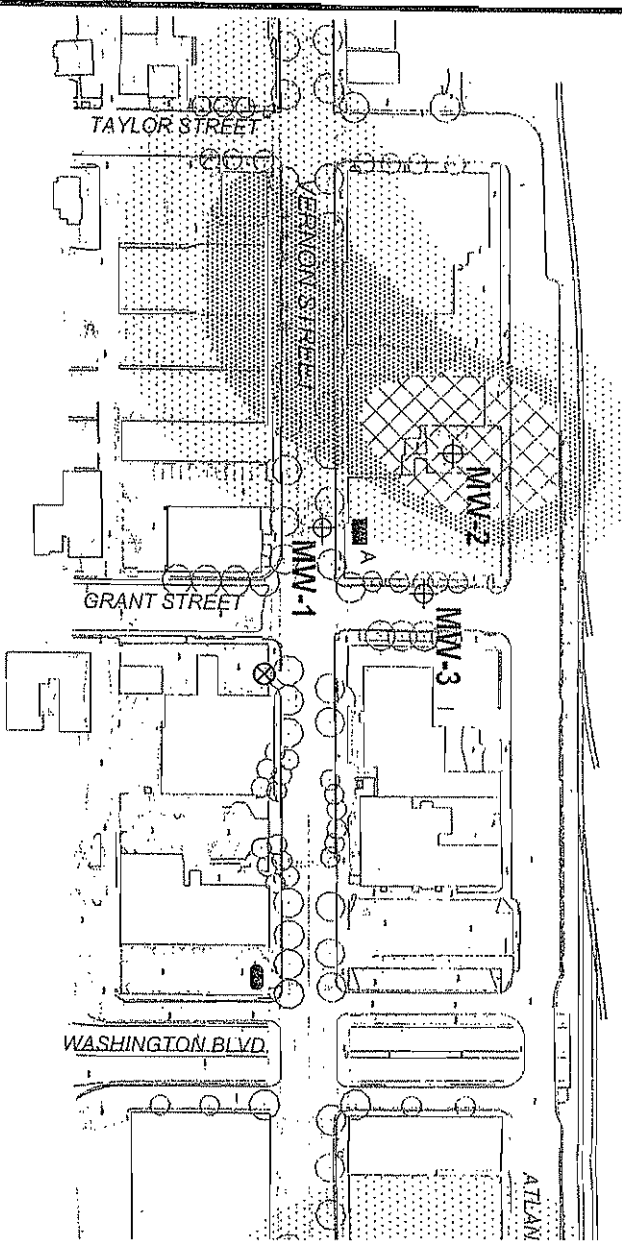 TAYLOR STREET
VERNON STREET
MW-2
A
MW-1
GRANT STREET
MW-3
WASHINGTON BLVD
ATLAN